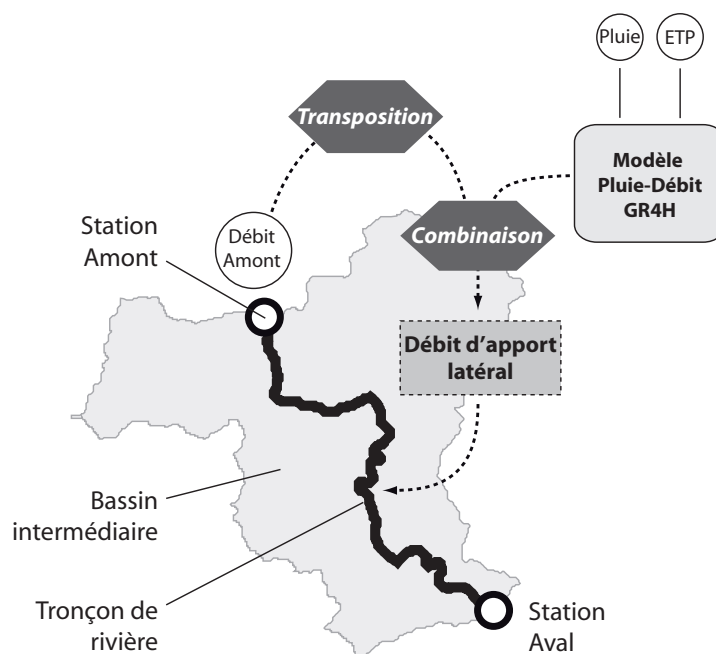 Pluie
ETP
Transposition
Modèle
Pluie-Débit
GR4H
Station
Amont
Débit
Amont
Combinaison
Débit d'apport
latéral
Bassin
intermédiaire
Tronçon de
rivière
Station
Aval